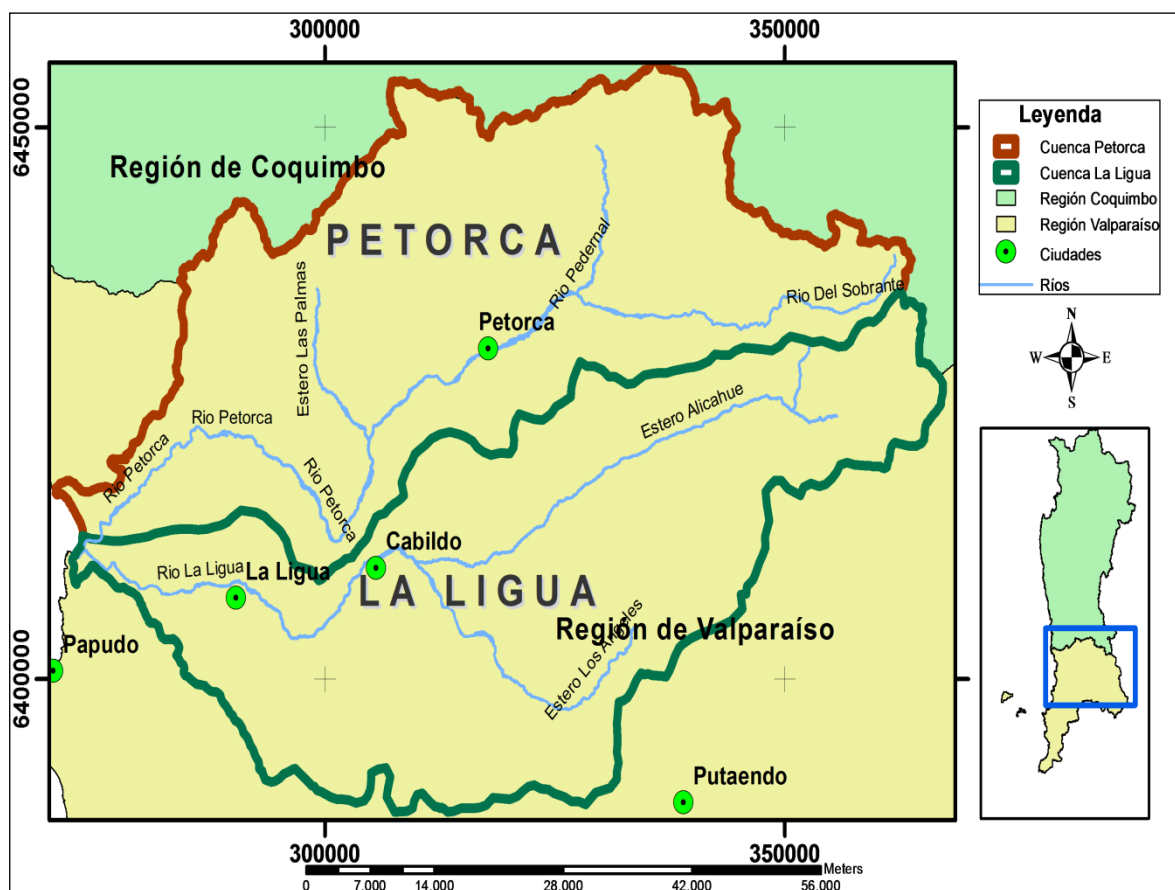 300000
350000
6450000
6400000
Región de Coquimbo
PETORCA
Estero Las Palmas
Rio Pedernal
Rio Del Sobrante
Petorca
Rio Petorca
Rio Petorca
Rio Petorca
Estero Alicahue
Cabildo
Rio La Ligua
La Ligua
LA LIGUA
Región de Valparaíso
Estero Los Angeles
Papudo
Putaendo
300000
350000
Meters
0
7.000
14.000
28.000
42.000
56.000
Leyenda
Cuenca Petorca
Cuenca La Ligua
Región Coquimbo
Región Valparaíso
Ciudades
Ríos
N
W
E
S